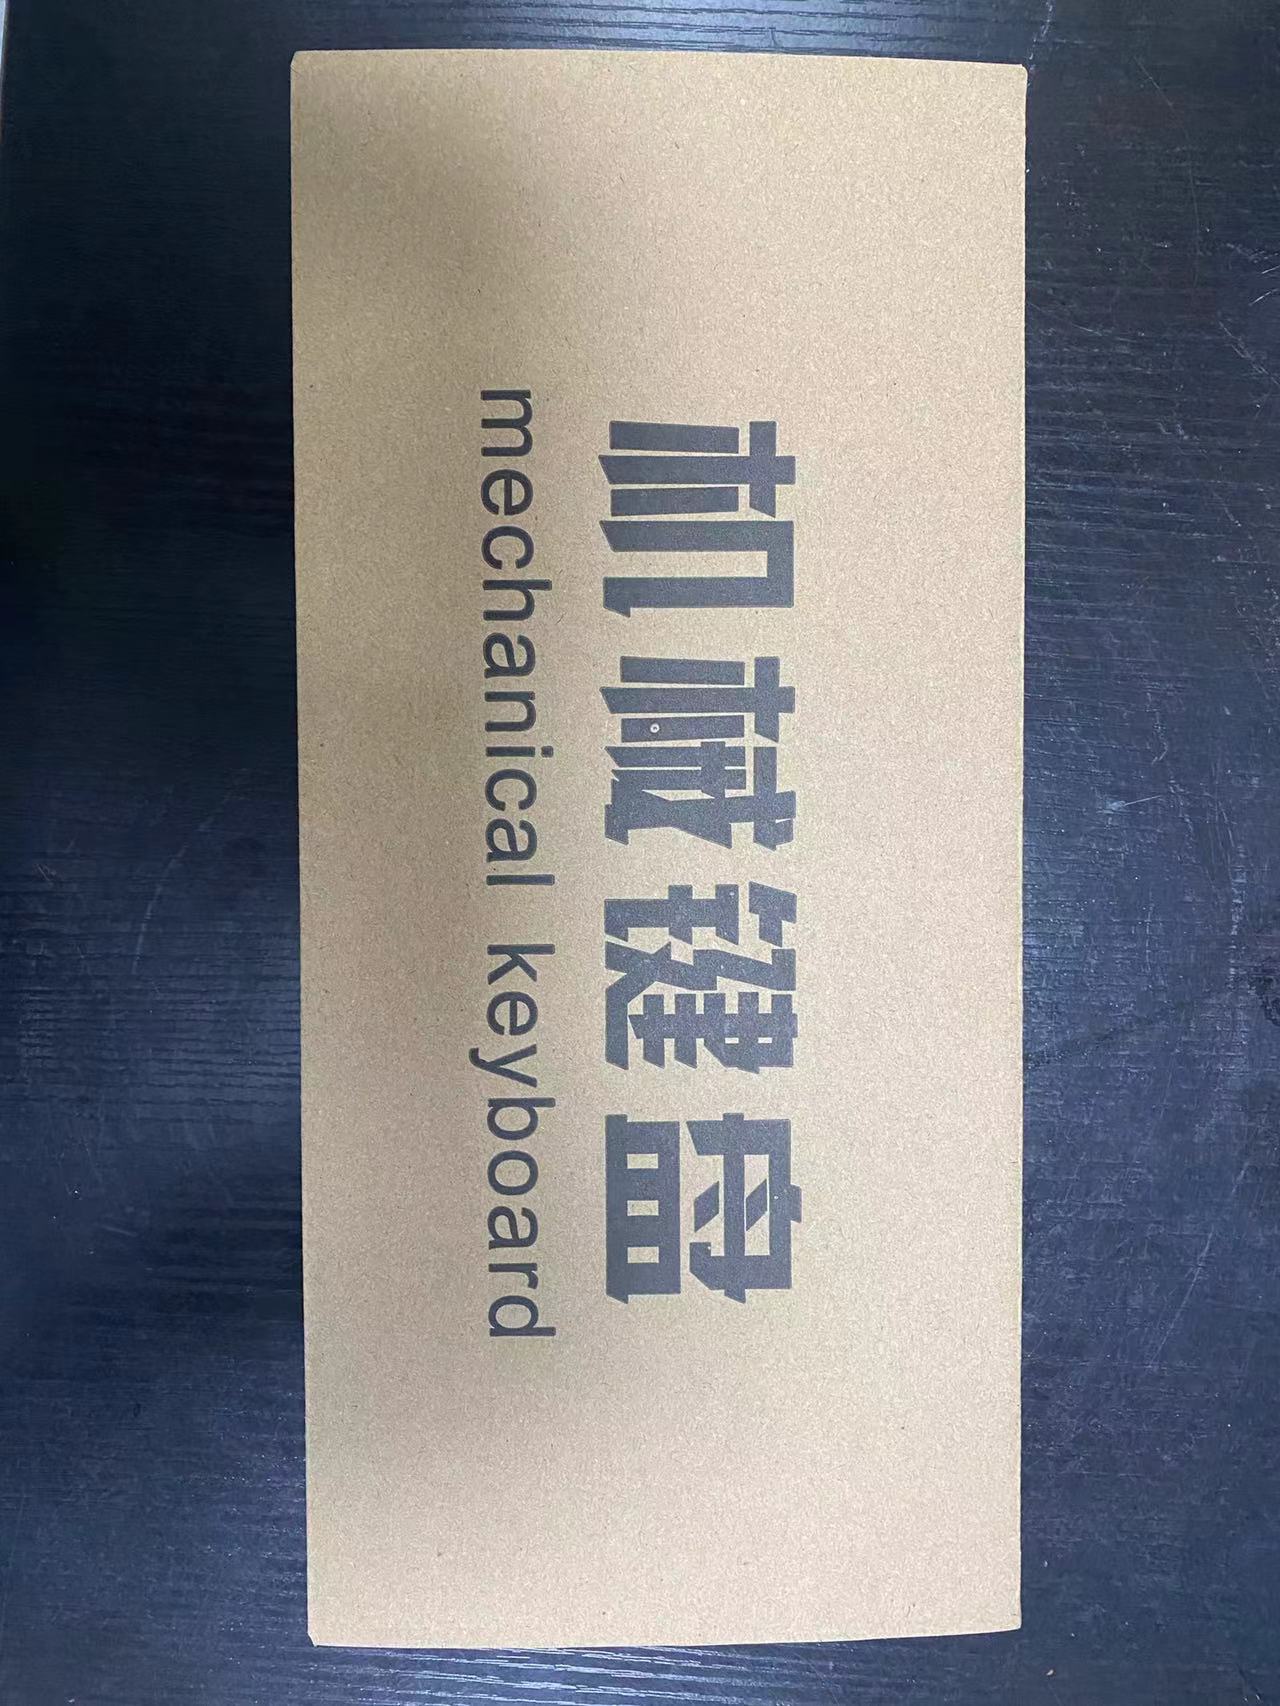 机械键盘
mechanical keyboard